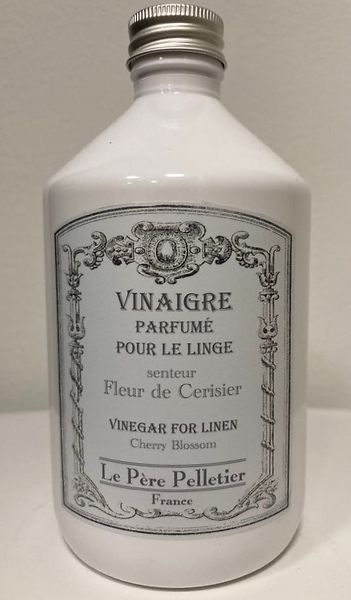 VINAIGRE
PARFUMÉ
POUR LE LINGE
senteur
Fleur de Cerisier
VINEGAR FOR LINEN
Cherry Blossom
Le Père Pelletier
France